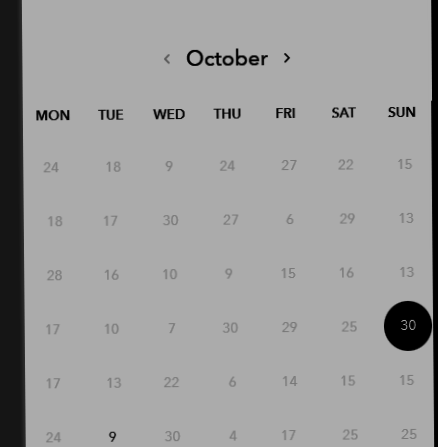 ‹ October ›
MON TUE WED THU FRI SAT SUN
24 18 9 24 27 22 15
18 17 30 27 6 29 13
28 16 10 9 15 16 13
17 10 7 30 29 25 30
17 13 22 6 14 15 15
24 9 30 4 17 25 25